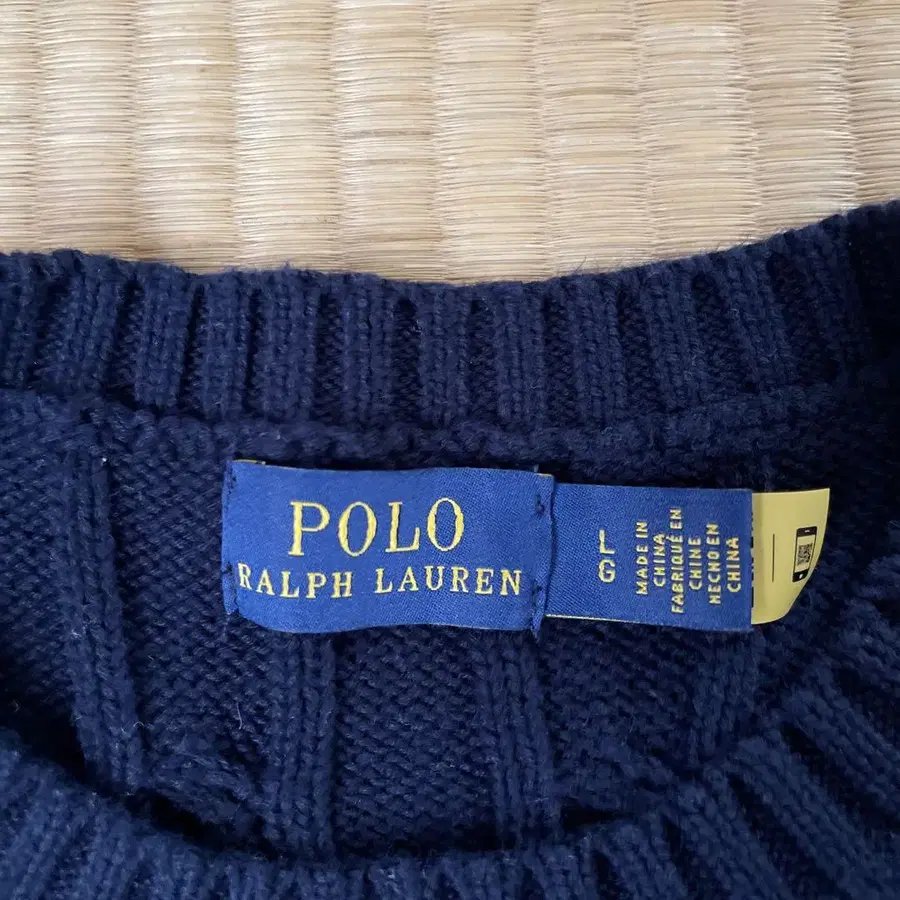 POLO
RALPH LAUREN
L
G
MADE IN
CHINA
FABRIQUÉ EN
CHINE
HECHO EN
CHINA